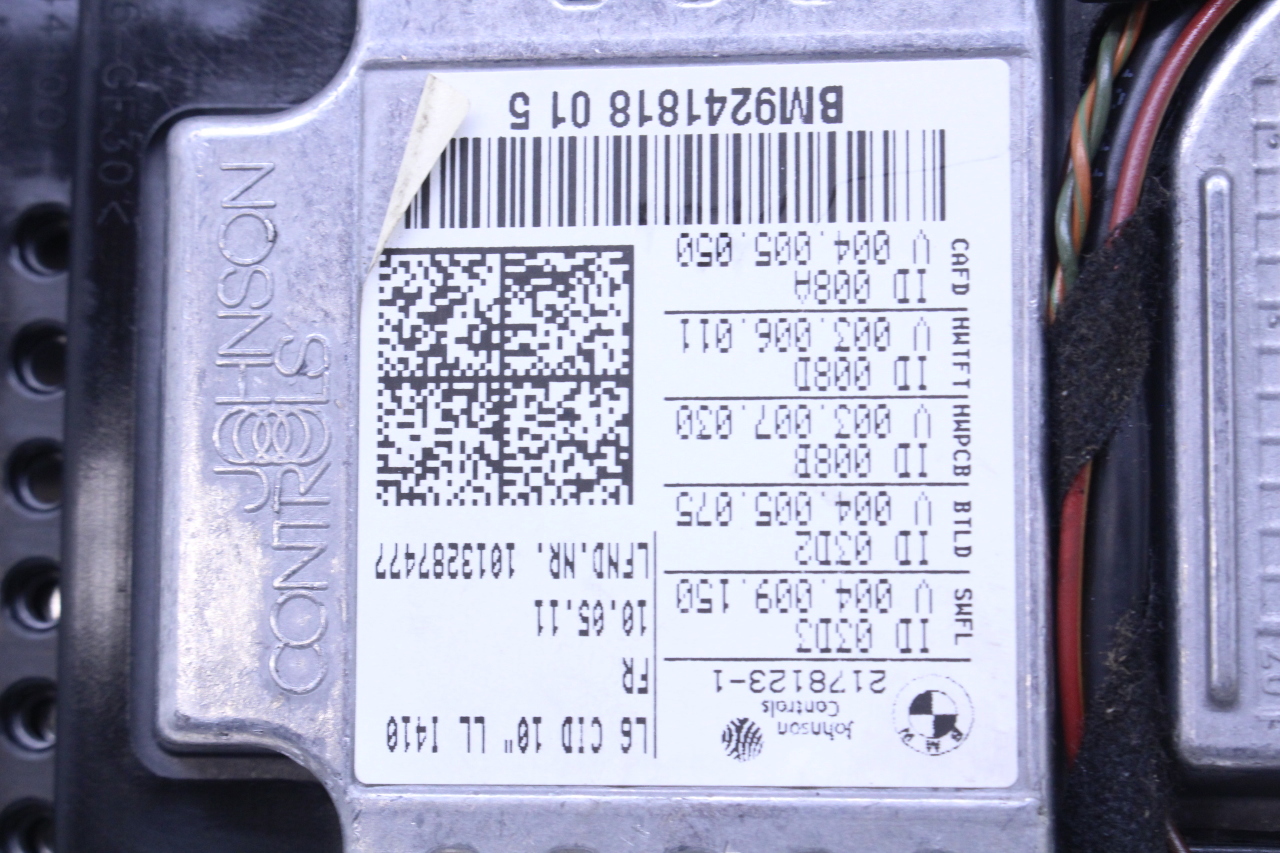 JOHNSON
CONTROLS
BMW
Johnson
Controls
2178123-1
L6 CID 10" LL I410
FR
10.05.11
LFND.NR. 1013287477
SWFL
ID 03D3
V 004.009.150
BTLD
ID 03D2
V 004.005.075
HWPCB
ID 008B
V 003.007.030
HWTFT
ID 008D
V 003.006.011
CAFD
ID 008A
V 004.005.050
BM9241818 01 5